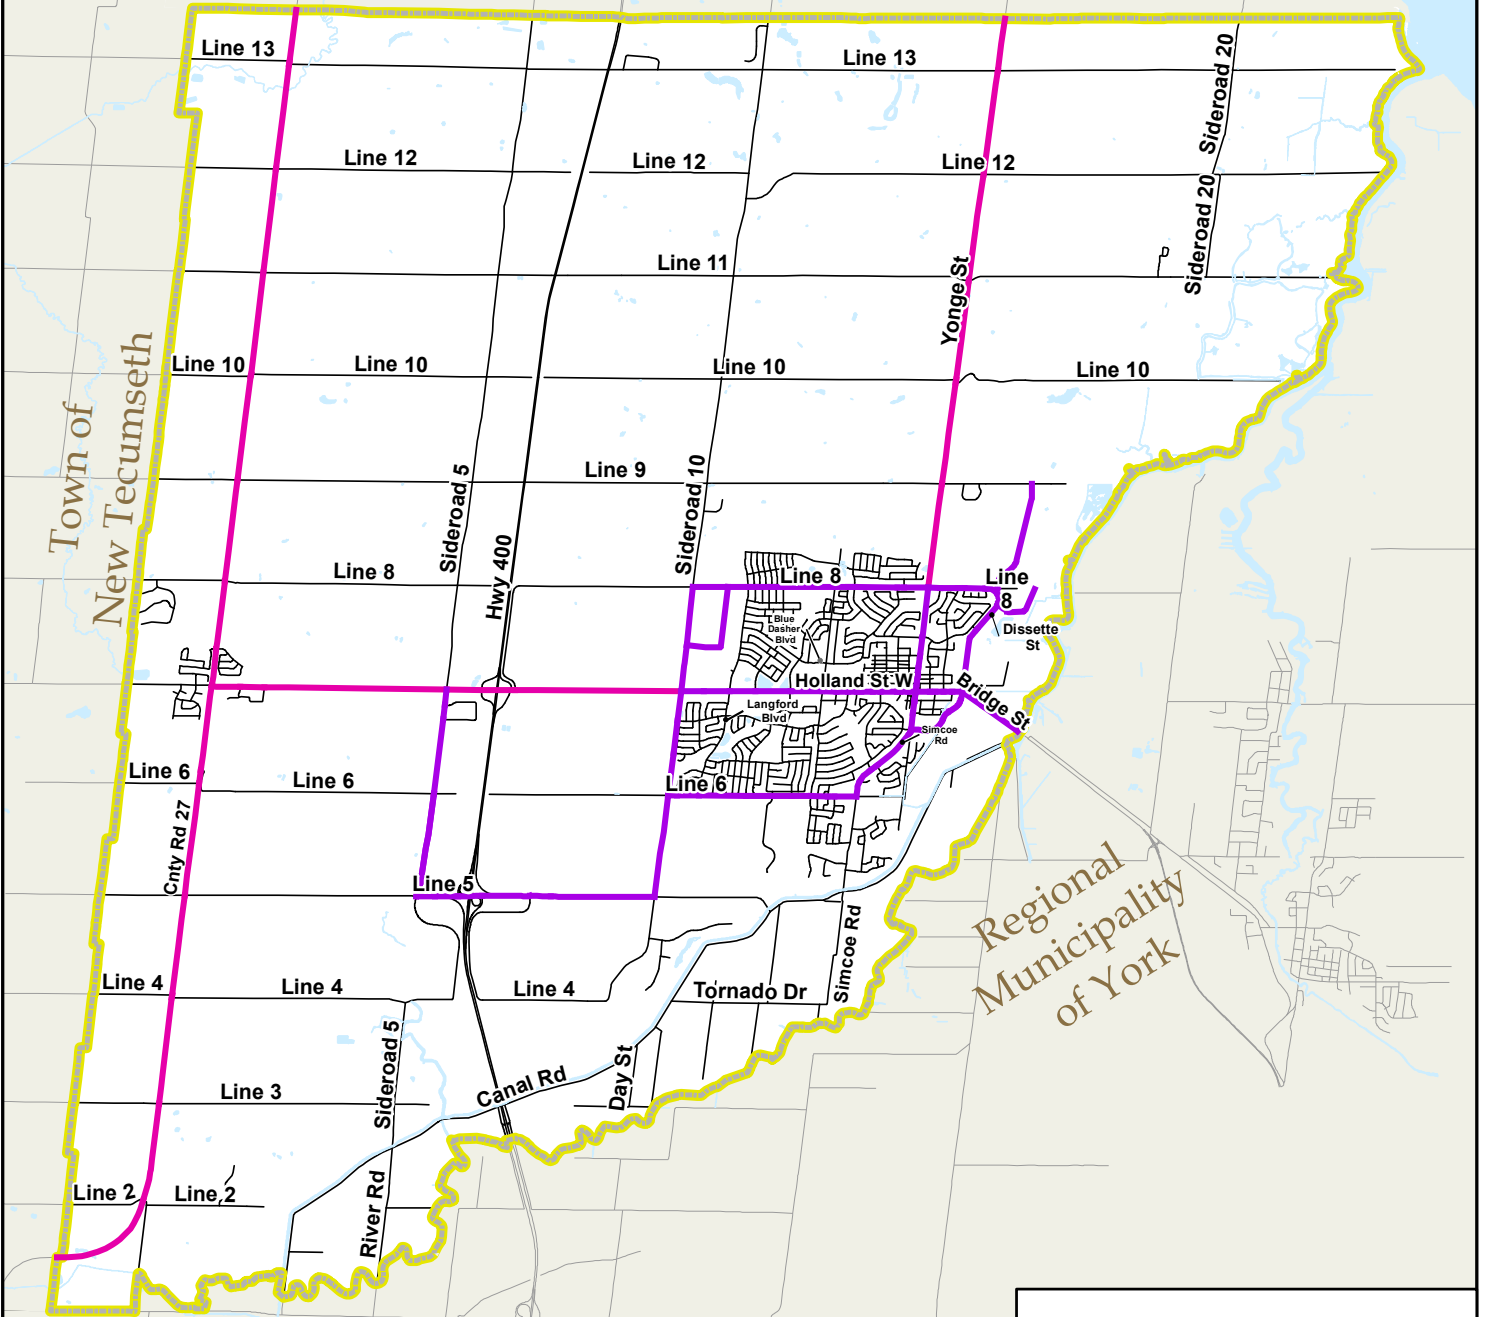 Line 13
Line 13
Sideroad 20
Line 12
Line 12
Line 12
Sideroad 20
Line 11
Yonge St
Line 10
Line 10
Line 10
Line 10
Town of
New Tecumseth
Sideroad 5
Line 9
Sideroad 10
Hwy 400
Line 8
Line 8
Line
8
Blue
Dasher
Blvd
Dissette
St
Holland St W
Bridge St
Langford
Blvd
Simcoe
Rd
Line 6
Line 6
Line 6
Cnty Rd 27
Line 5
Regional
Municipality
of York
Simcoe Rd
Line 4
Line 4
Line 4
Tornado Dr
Sideroad 5
Day St
Canal Rd
Line 3
Line 2
Line 2
River Rd